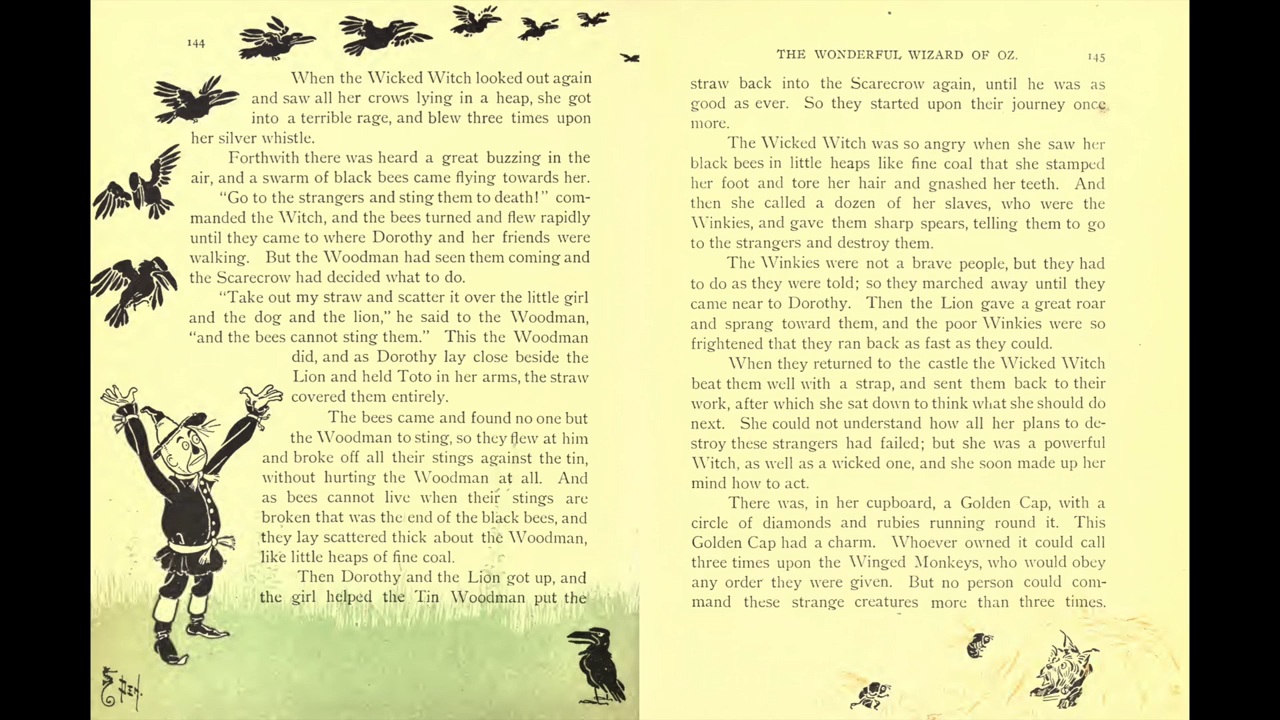 144
When the Wicked Witch looked out again
and saw all her crows lying in a heap, she got
into a terrible rage, and blew three times upon
her silver whistle.
Forthwith there was heard a great buzzing in the
air, and a swarm of black bees came flying towards her.
"Go to the strangers and sting them to death!" com-
manded the Witch, and the bees turned and flew rapidly
until they came to where Dorothy and her friends were
walking. But the Woodman had seen them coming and
the Scarecrow had decided what to do.
"Take out my straw and scatter it over the little girl
and the dog and the lion," he said to the Woodman,
"and the bees cannot sting them." This the Woodman
did, and as Dorothy lay close beside the
Lion and held Toto in her arms, the straw
covered them entirely.
The bees came and found no one but
the Woodman to sting, so they flew at him
and broke off all their stings against the tin,
without hurting the Woodman at all. And
as bees cannot live when their stings are
broken that was the end of the black bees, and
they lay scattered thick about the Woodman,
like little heaps of fine coal.
Then Dorothy and the Lion got up, and
the girl helped the Tin Woodman put the
THE WONDERFUL WIZARD OF OZ. 145
straw back into the Scarecrow again, until he was as
good as ever. So they started upon their journey once
more.
The Wicked Witch was so angry when she saw her
black bees in little heaps like fine coal that she stamped
her foot and tore her hair and gnashed her teeth. And
then she called a dozen of her slaves, who were the
Winkies, and gave them sharp spears, telling them to go
to the strangers and destroy them.
The Winkies were not a brave people, but they had
to do as they were told; so they marched away until they
came near to Dorothy. Then the Lion gave a great roar
and sprang toward them, and the poor Winkies were so
frightened that they ran back as fast as they could.
When they returned to the castle the Wicked Witch
beat them well with a strap, and sent them back to their
work, after which she sat down to think what she should do
next. She could not understand how all her plans to de-
stroy these strangers had failed; but she was a powerful
Witch, as well as a wicked one, and she soon made up her
mind how to act.
There was, in her cupboard, a Golden Cap, with a
circle of diamonds and rubies running round it. This
Golden Cap had a charm. Whoever owned it could call
three times upon the Winged Monkeys, who would obey
any order they were given. But no person could com-
mand these strange creatures more than three times.